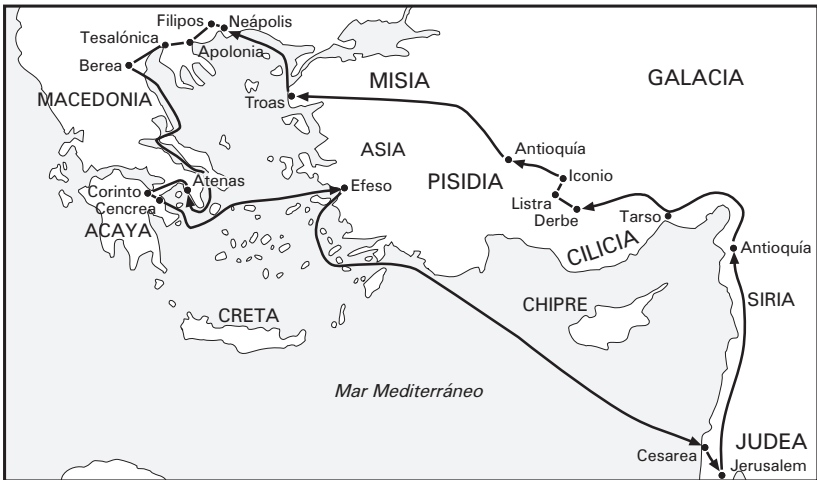 Filipos
Neápolis
Tesalónica
Apolonia
Berea
MACEDONIA
Troas
MISIA
GALACIA
ASIA
Antioquía
Iconio
PISIDIA
Listra
Derbe
Tarso
CILICIA
Atenas
Corinto
Cencrea
ACAYA
Efeso
Antioquía
SIRIA
CHIPRE
CRETA
Mar Mediterráneo
Cesarea
JUDEA
Jerusalem